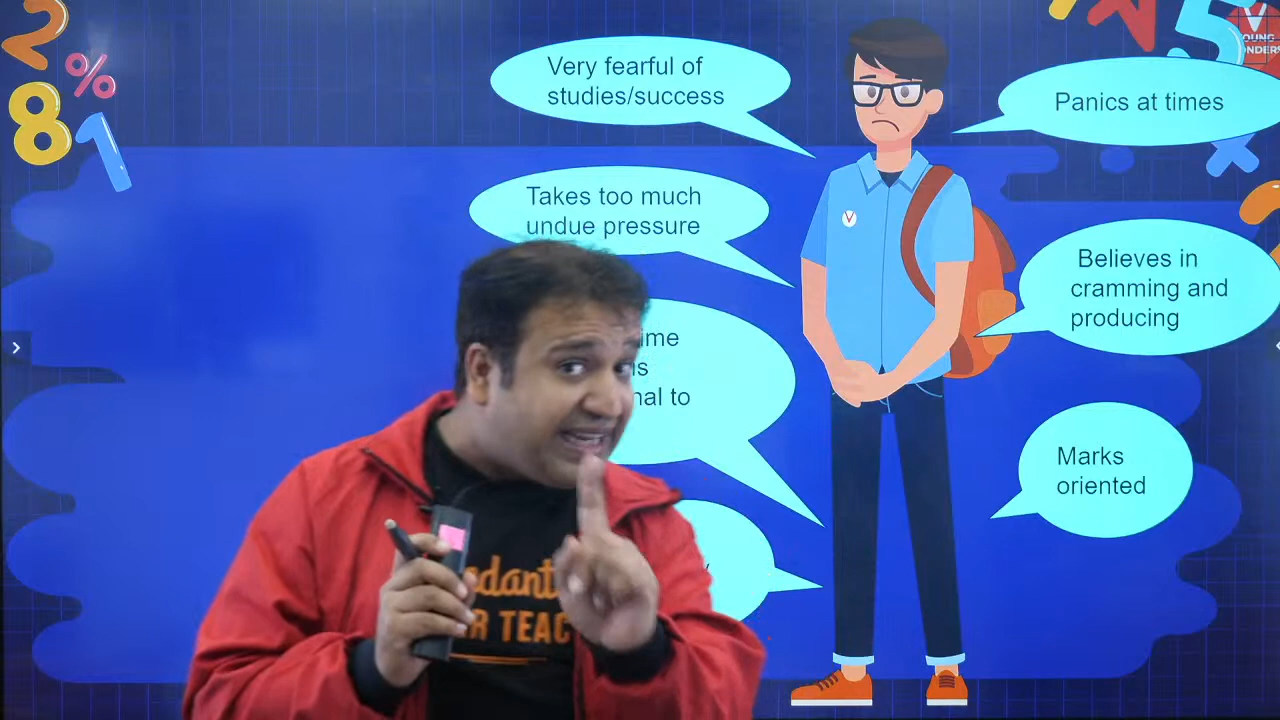 Very fearful of
studies/success
Panics at times
Takes too much
undue pressure
Believes in
cramming and
producing
to
Marks
oriented